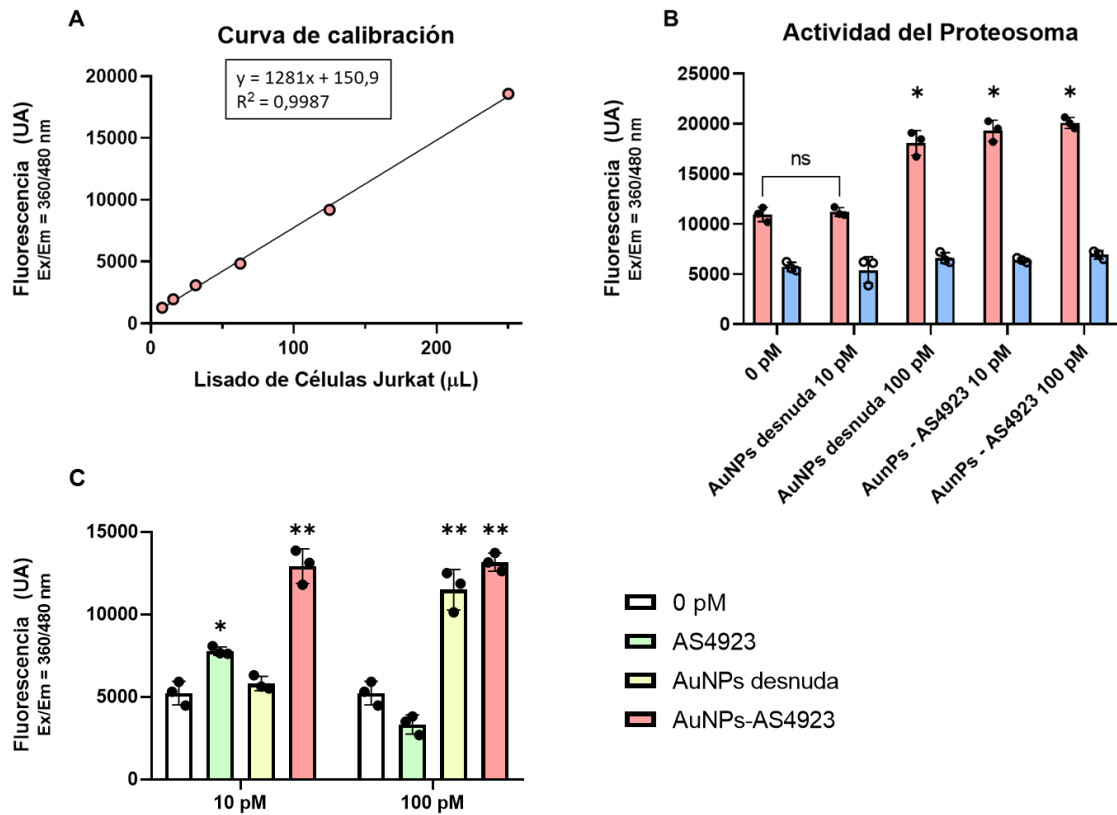 A
Curva de calibración
y = 1281x + 150,9
R² = 0,9987
Fluorescencia (UA)
Ex/Em = 360/480 nm
20000
15000
10000
5000
0
0
100
200
Lisado de Células Jurkat (μL)
B
Actividad del Proteosoma
Fluorescencia (UA)
Ex/Em = 360/480 nm
25000
20000
15000
10000
5000
0
ns
*
*
*
0 pM
AuNPs desnuda 10 pM
AuNPs desnuda 100 pM
AunPs - AS4923 10 pM
AunPs - AS4923 100 pM
C
Fluorescencia (UA)
Ex/Em = 360/480 nm
15000
10000
5000
0
*
**
**
**
10 pM
100 pM
0 pM
AS4923
AuNPs desnuda
AuNPs-AS4923